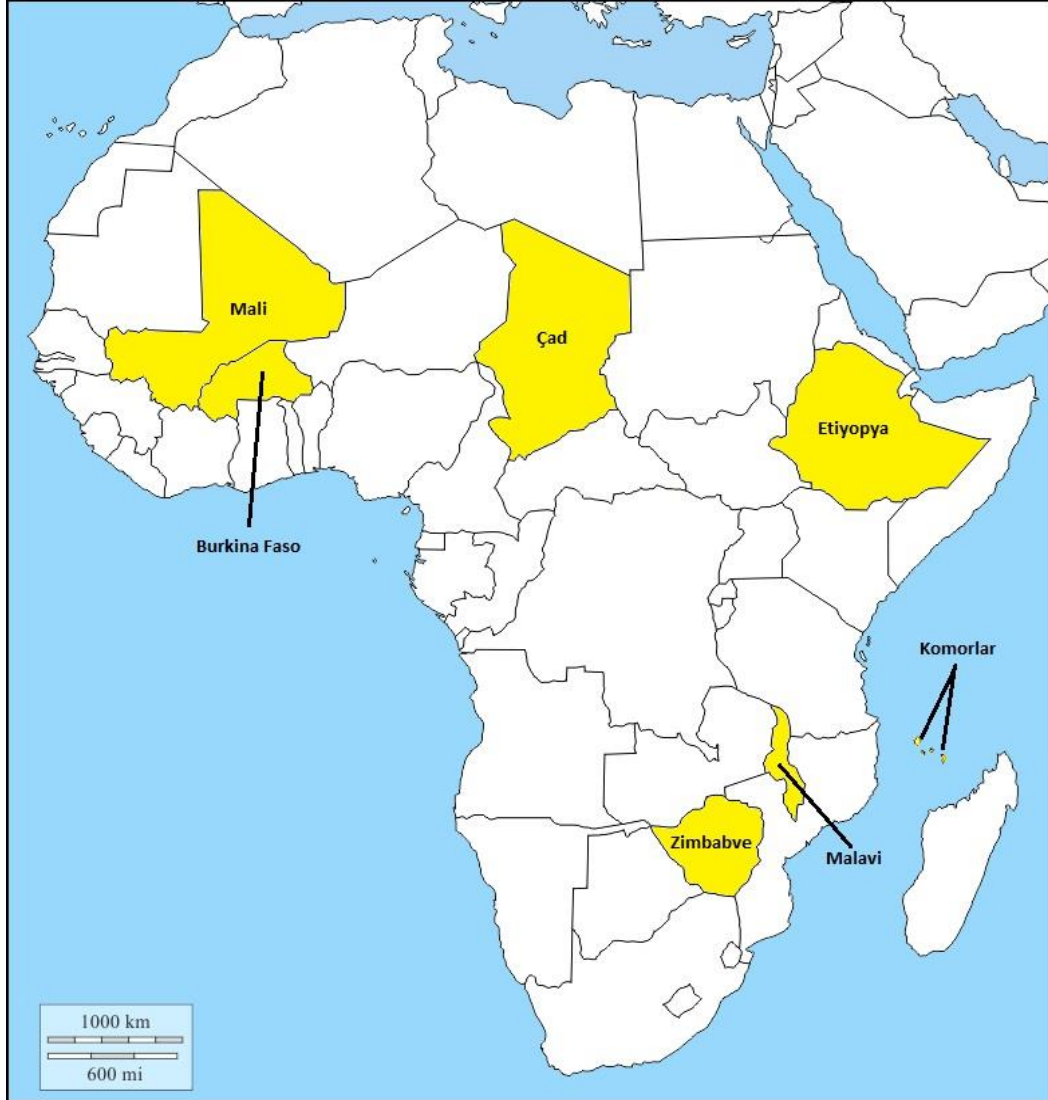 Mali
Çad
Etiyopya
Burkina Faso
Komorlar
Zimbabve
Malavi
1000 km
600 mi